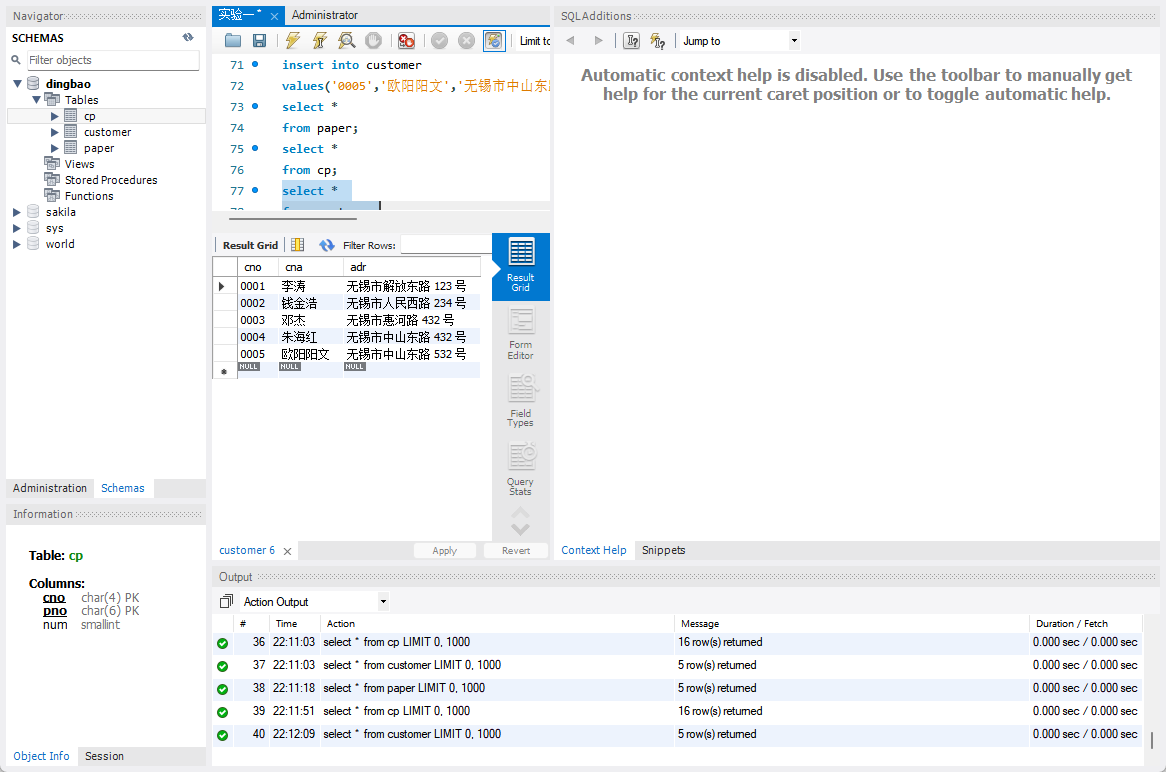 Navigator
SCHEMAS
Filter objects
dingbao
Tables
cp
customer
paper
Views
Stored Procedures
Functions
sakila
sys
world
Administration Schemas
Information
Table: cp
Columns:
cno char(4) PK
pno char(6) PK
num smallint
Object Info Session
实验一* Administrator
Limit to
71 insert into customer
72 values('0005','欧阳阳文','无锡市中山东
73 select *
74 from paper;
75 select *
76 from cp;
77 select *
Result Grid Filter Rows:
cno cna adr
0001 李涛 无锡市解放东路 123 号
0002 钱金浩 无锡市人民西路 234 号
0003 邓杰 无锡市惠河路 432 号
0004 朱海红 无锡市中山东路 432 号
0005 欧阳阳文 无锡市中山东路 532 号
NULL NULL NULL
Result
Grid
Form
Editor
Field
Types
Query
Stats
customer 6 Apply Revert
SQLAdditions
Jump to
Automatic context help is disabled. Use the toolbar to manually get
help for the current caret position or to toggle automatic help.
Context Help Snippets
Output
Action Output
# Time Action Message Duration / Fetch
36 22:11:03 select * from cp LIMIT 0, 1000 16 row(s) returned 0.000 sec / 0.000 sec
37 22:11:03 select * from customer LIMIT 0, 1000 5 row(s) returned 0.000 sec / 0.000 sec
38 22:11:18 select * from paper LIMIT 0, 1000 5 row(s) returned 0.000 sec / 0.000 sec
39 22:11:51 select * from cp LIMIT 0, 1000 16 row(s) returned 0.000 sec / 0.000 sec
40 22:12:09 select * from customer LIMIT 0, 1000 5 row(s) returned 0.000 sec / 0.000 sec